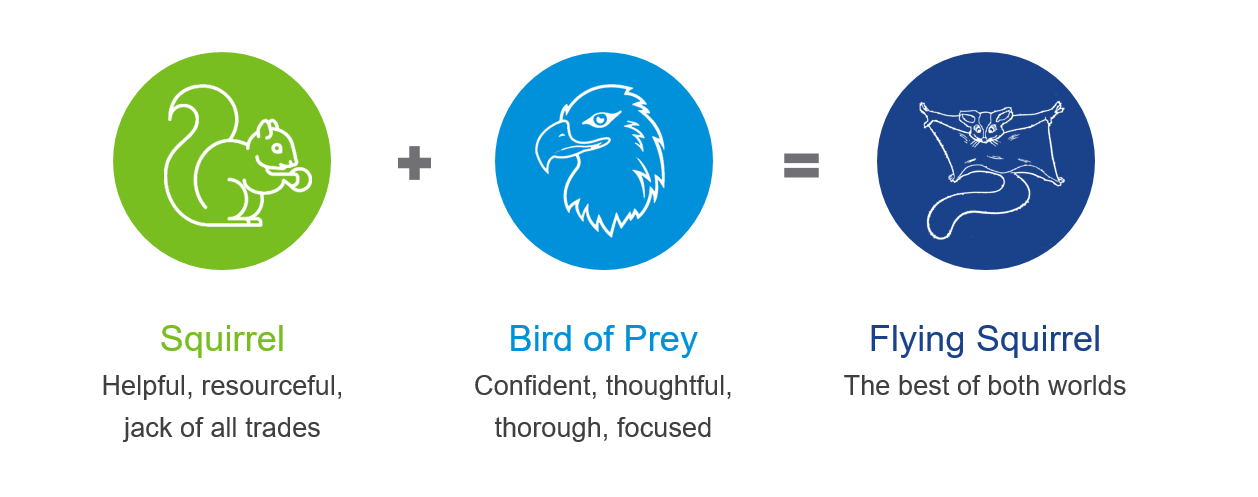 Squirrel
Helpful, resourceful,
jack of all trades
Bird of Prey
Confident, thoughtful,
thorough, focused
Flying Squirrel
The best of both worlds